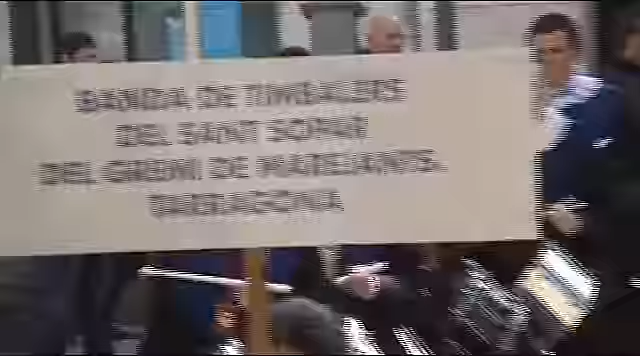 BANDA DE TIMBALERS
DEL SANT SOPAR
DEL GREMI DE MAREJANTS.
TARRAGONA